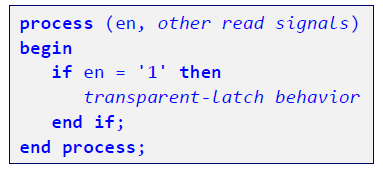 process (en, other read signals)
begin
   if en = '1' then
      transparent-latch behavior
   end if;
end process;